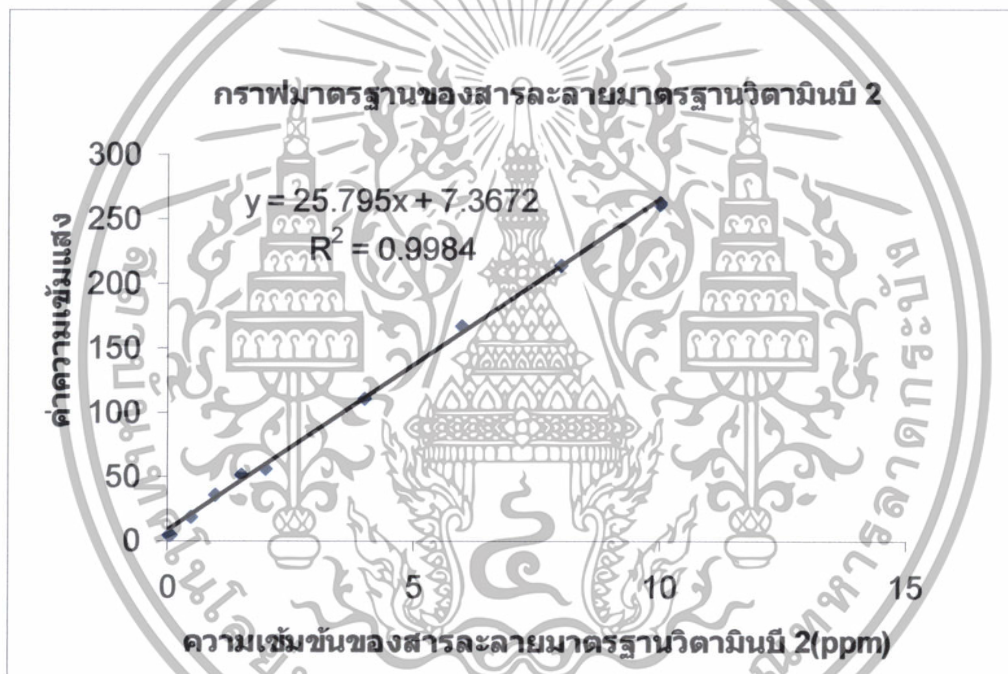 กราฟมาตรฐานของสารละลายมาตรฐานวิตามินบี 2
300
y = 25.795x + 7.3672
250
R² = 0.9984
200
150
100
50
0
0 5 10 15
ค่าความเข้มแสง
ความเข้มข้นของสารละลายมาตรฐานวิตามินบี 2(ppm)